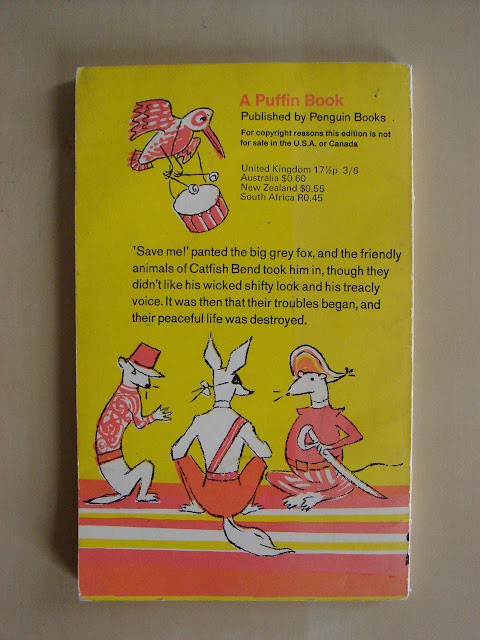 A Puffin Book
Published by Penguin Books
For copyright reasons this edition is not
for sale in the U.S.A. or Canada
United Kingdom 17½p 3/6
Australia $0.60
New Zealand $0.55
South Africa R0.45
'Save me!' panted the big grey fox, and the friendly
animals of Catfish Bend took him in, though they
didn't like his wicked shifty look and his treacly
voice. It was then that their troubles began, and
their peaceful life was destroyed.